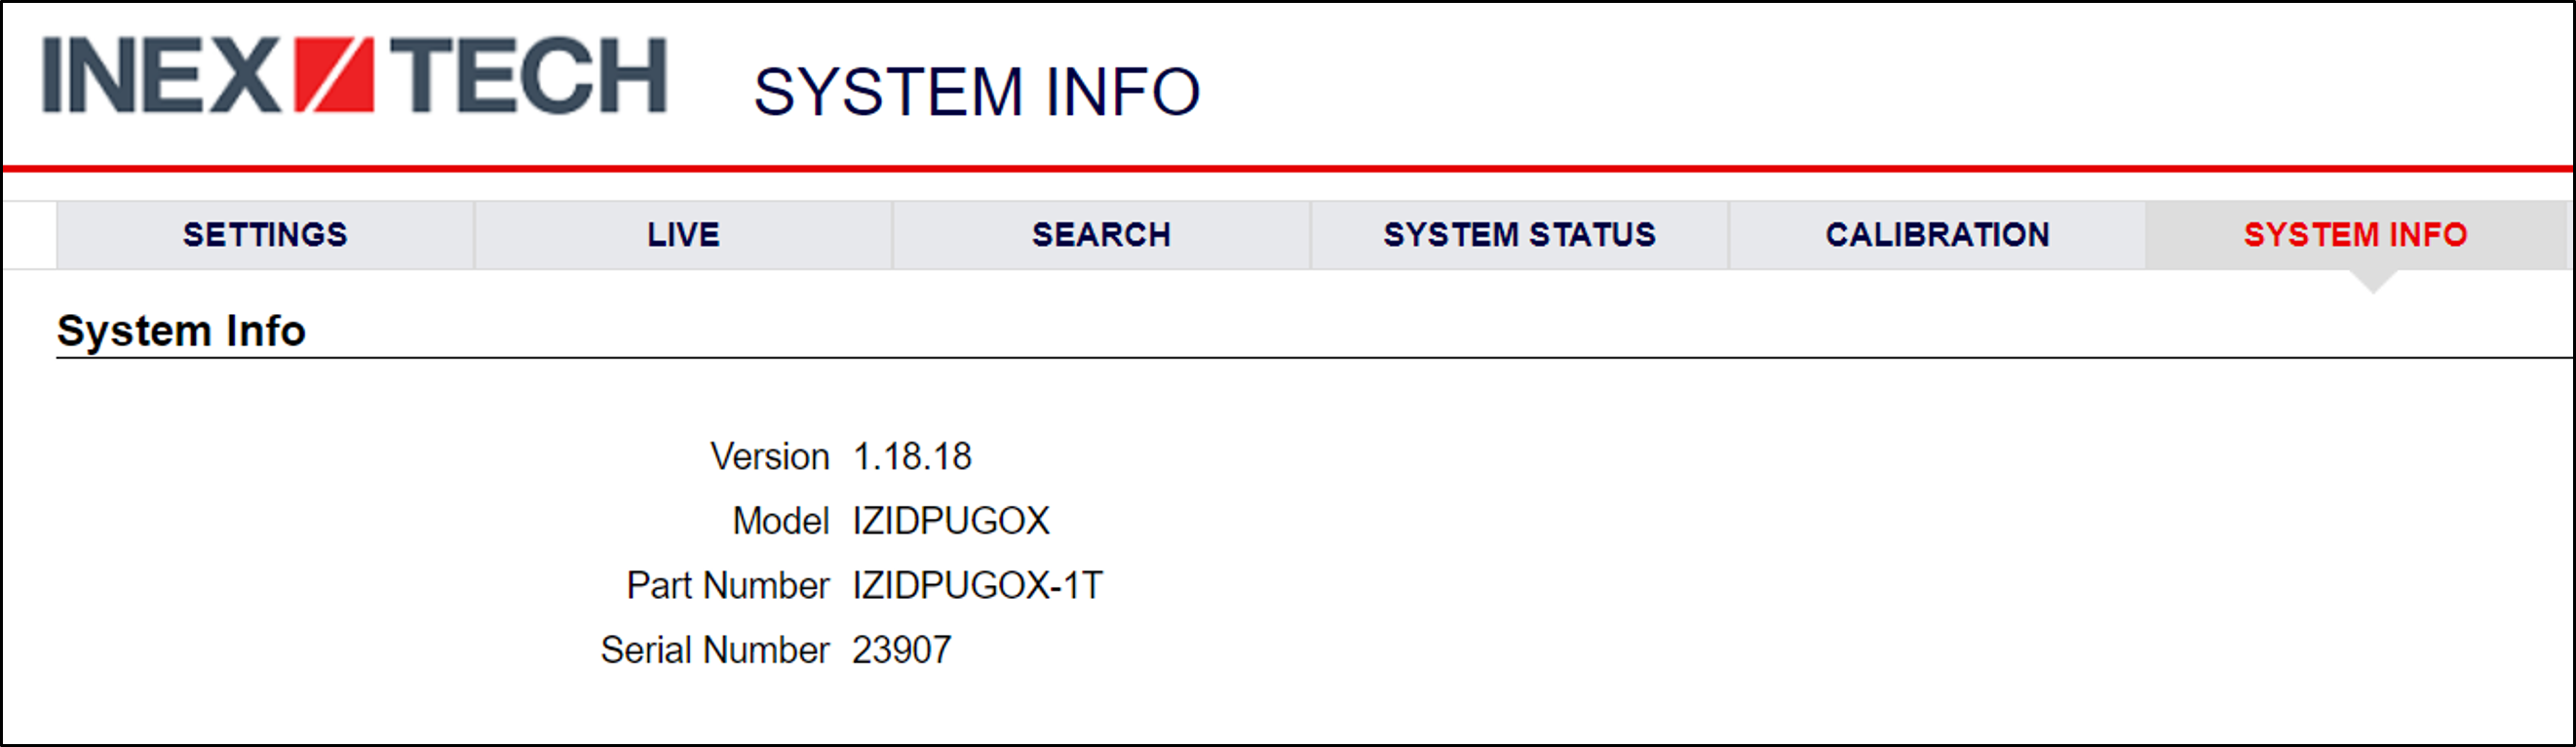 INEX TECH SYSTEM INFO
SETTINGS LIVE SEARCH SYSTEM STATUS CALIBRATION SYSTEM INFO
System Info
Version 1.18.18
Model IZIDPUGOX
Part Number IZIDPUGOX-1T
Serial Number 23907